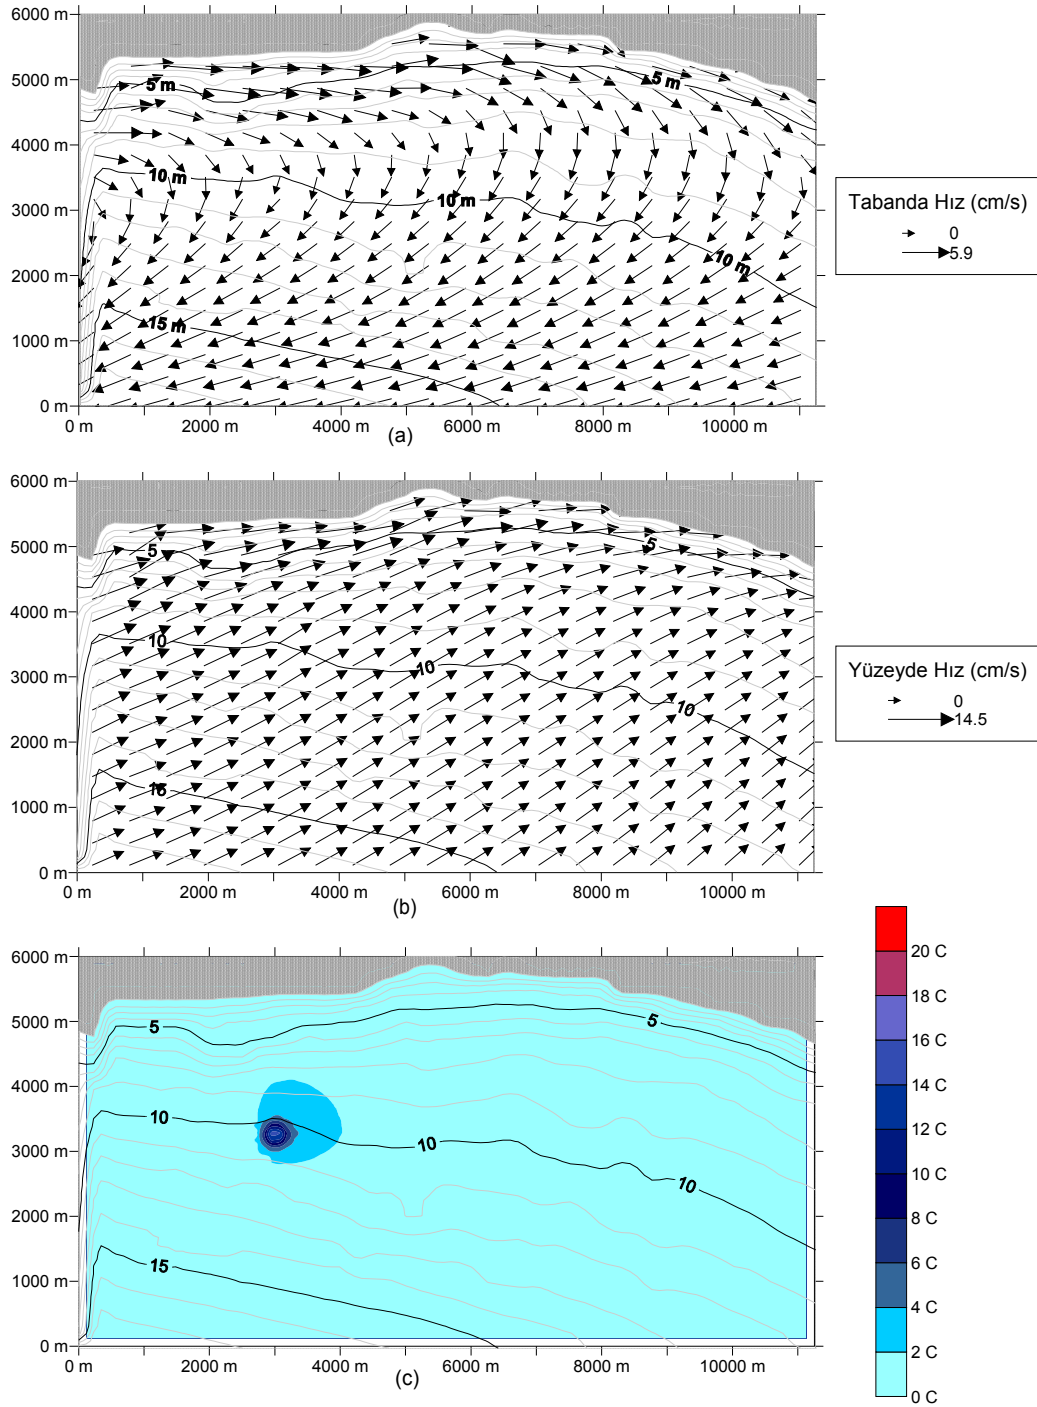 6000 m
5000 m
4000 m
3000 m
2000 m
1000 m
0 m
5 m
5 m
10 m
10 m
10 m
15 m
0 m
2000 m
4000 m
6000 m
8000 m
10000 m
(a)
Tabanda Hız (cm/s)
0
5.9
6000 m
5000 m
4000 m
3000 m
2000 m
1000 m
0 m
5
5
10
10
10
15
0 m
2000 m
4000 m
6000 m
8000 m
10000 m
(b)
Yüzeyde Hız (cm/s)
0
14.5
6000 m
5000 m
4000 m
3000 m
2000 m
1000 m
0 m
5
5
10
10
10
15
0 m
2000 m
4000 m
6000 m
8000 m
10000 m
(c)
20 C
18 C
16 C
14 C
12 C
10 C
8 C
6 C
4 C
2 C
0 C